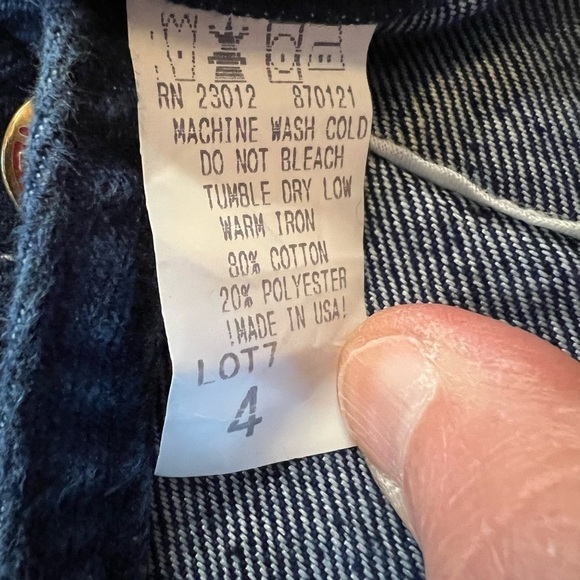 RN 23012 870121
MACHINE WASH COLD
DO NOT BLEACH
TUMBLE DRY LOW
WARM IRON
80% COTTON
20% POLYESTER
!MADE IN USA!
LOT7
4